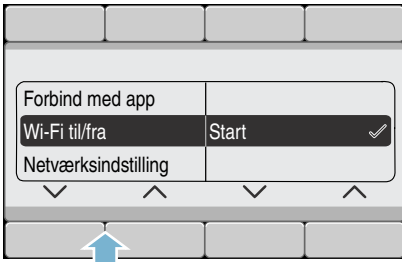 Forbind med app
Wi-Fi til/fra Start
Netværksindstilling